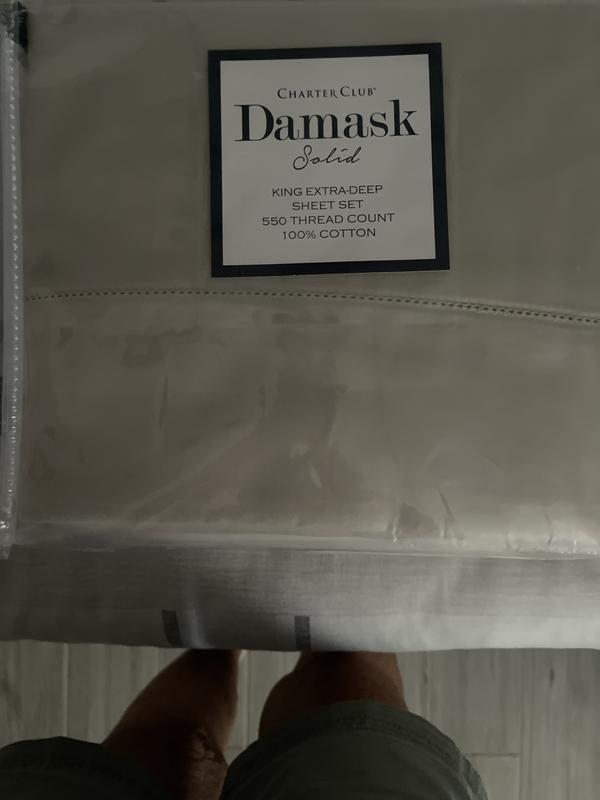 CHARTER CLUB®
Damask
Solid
KING EXTRA-DEEP
SHEET SET
550 THREAD COUNT
100% COTTON